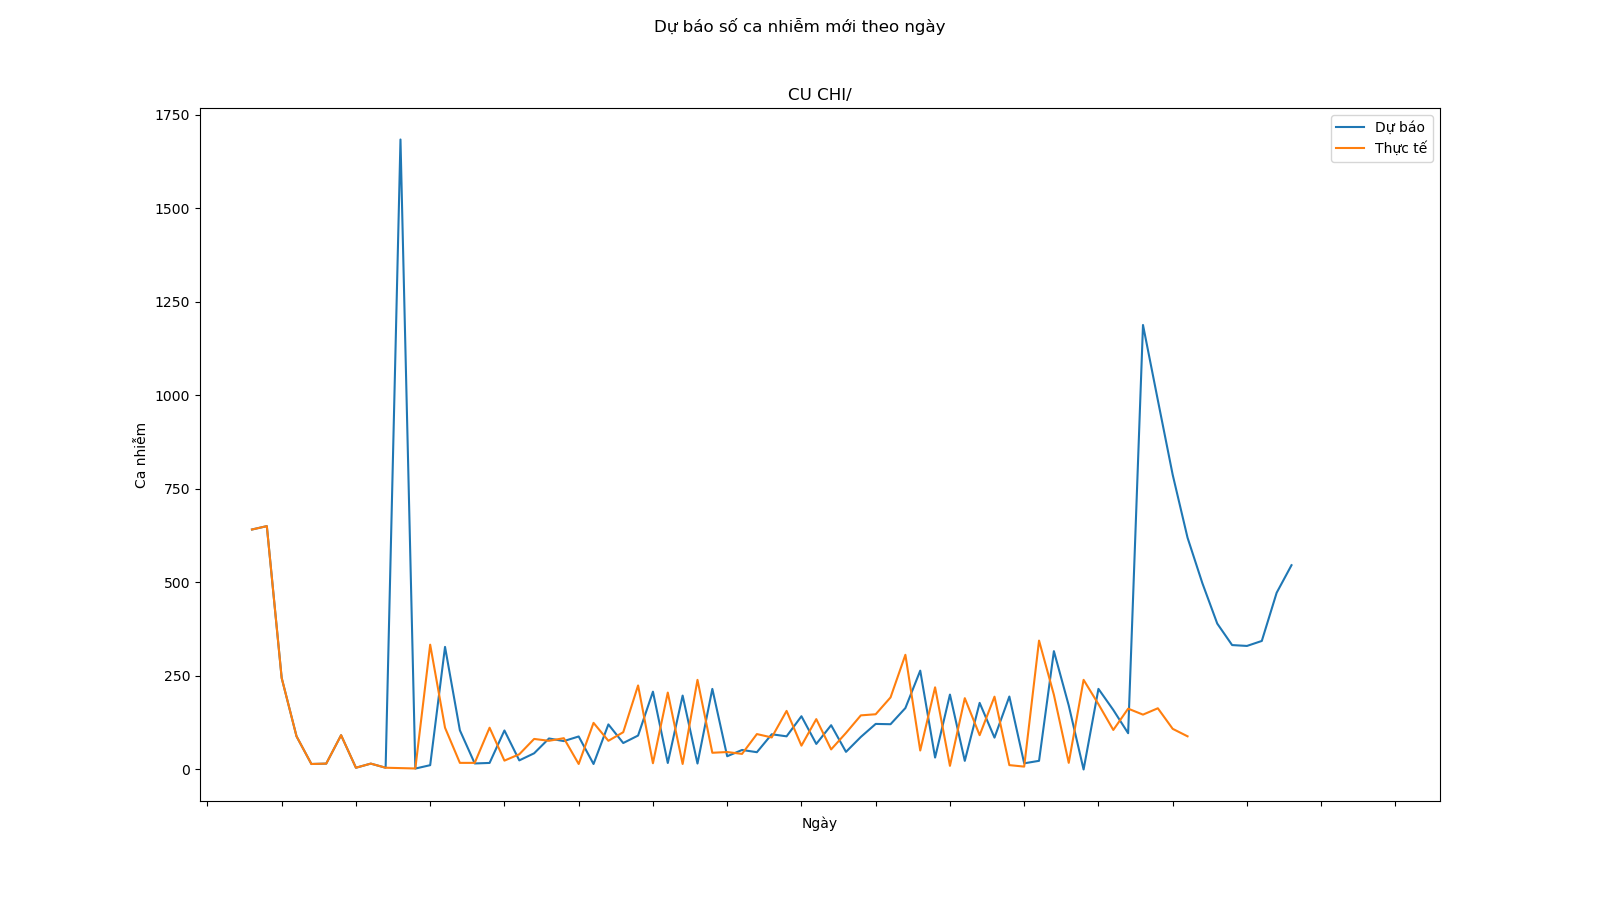 Dự báo số ca nhiễm mới theo ngày
CU CHI/
1750
1500
1250
1000
750
500
250
0
Ca nhiễm
Ngày
Dự báo
Thực tế